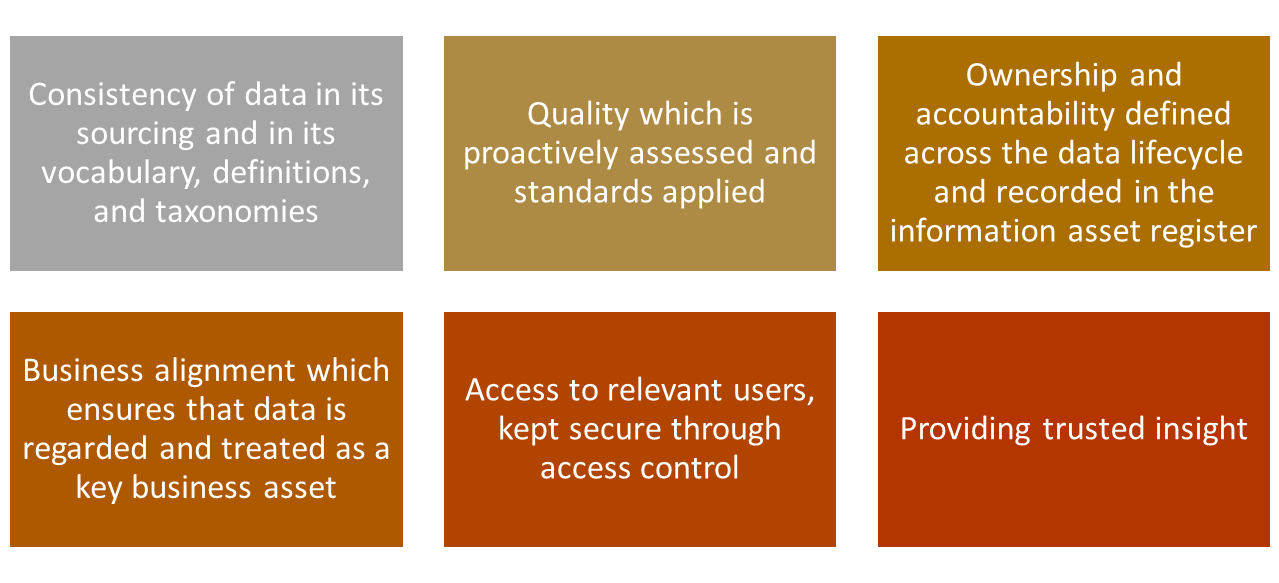 Consistency of data in its
sourcing and in its
vocabulary, definitions,
and taxonomies
Quality which is
proactively assessed and
standards applied
Ownership and
accountability defined
across the data lifecycle
and recorded in the
information asset register
Business alignment which
ensures that data is
regarded and treated as a
key business asset
Access to relevant users,
kept secure through
access control
Providing trusted insight